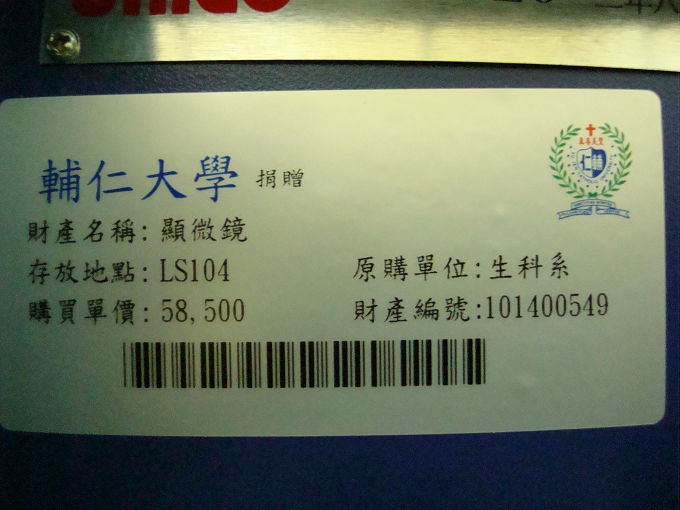 輔仁大學 捐贈
財產名稱: 顯微鏡
存放地點: LS104 原購單位: 生科系
購買單價: 58,500 財產編號:101400549